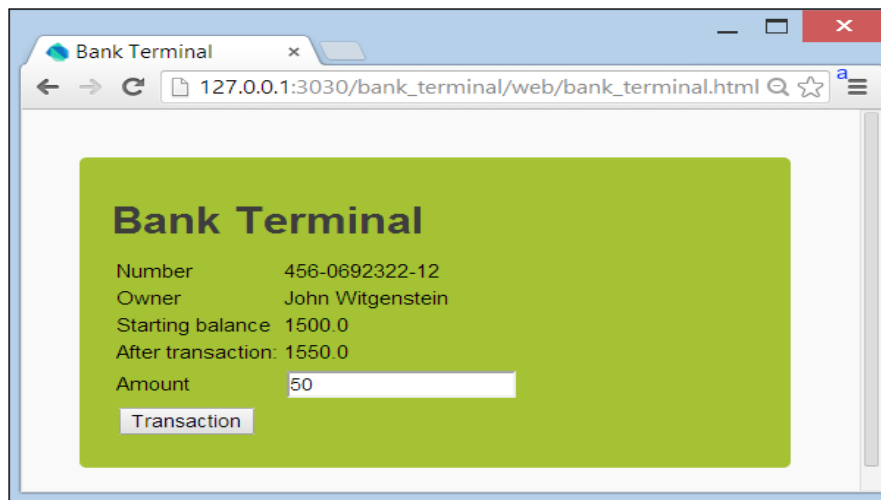 Bank Terminal
127.0.0.1:3030/bank_terminal/web/bank_terminal.html
a
Bank Terminal
Number 456-0692322-12
Owner John Witgenstein
Starting balance 1500.0
After transaction: 1550.0
Amount 50
Transaction